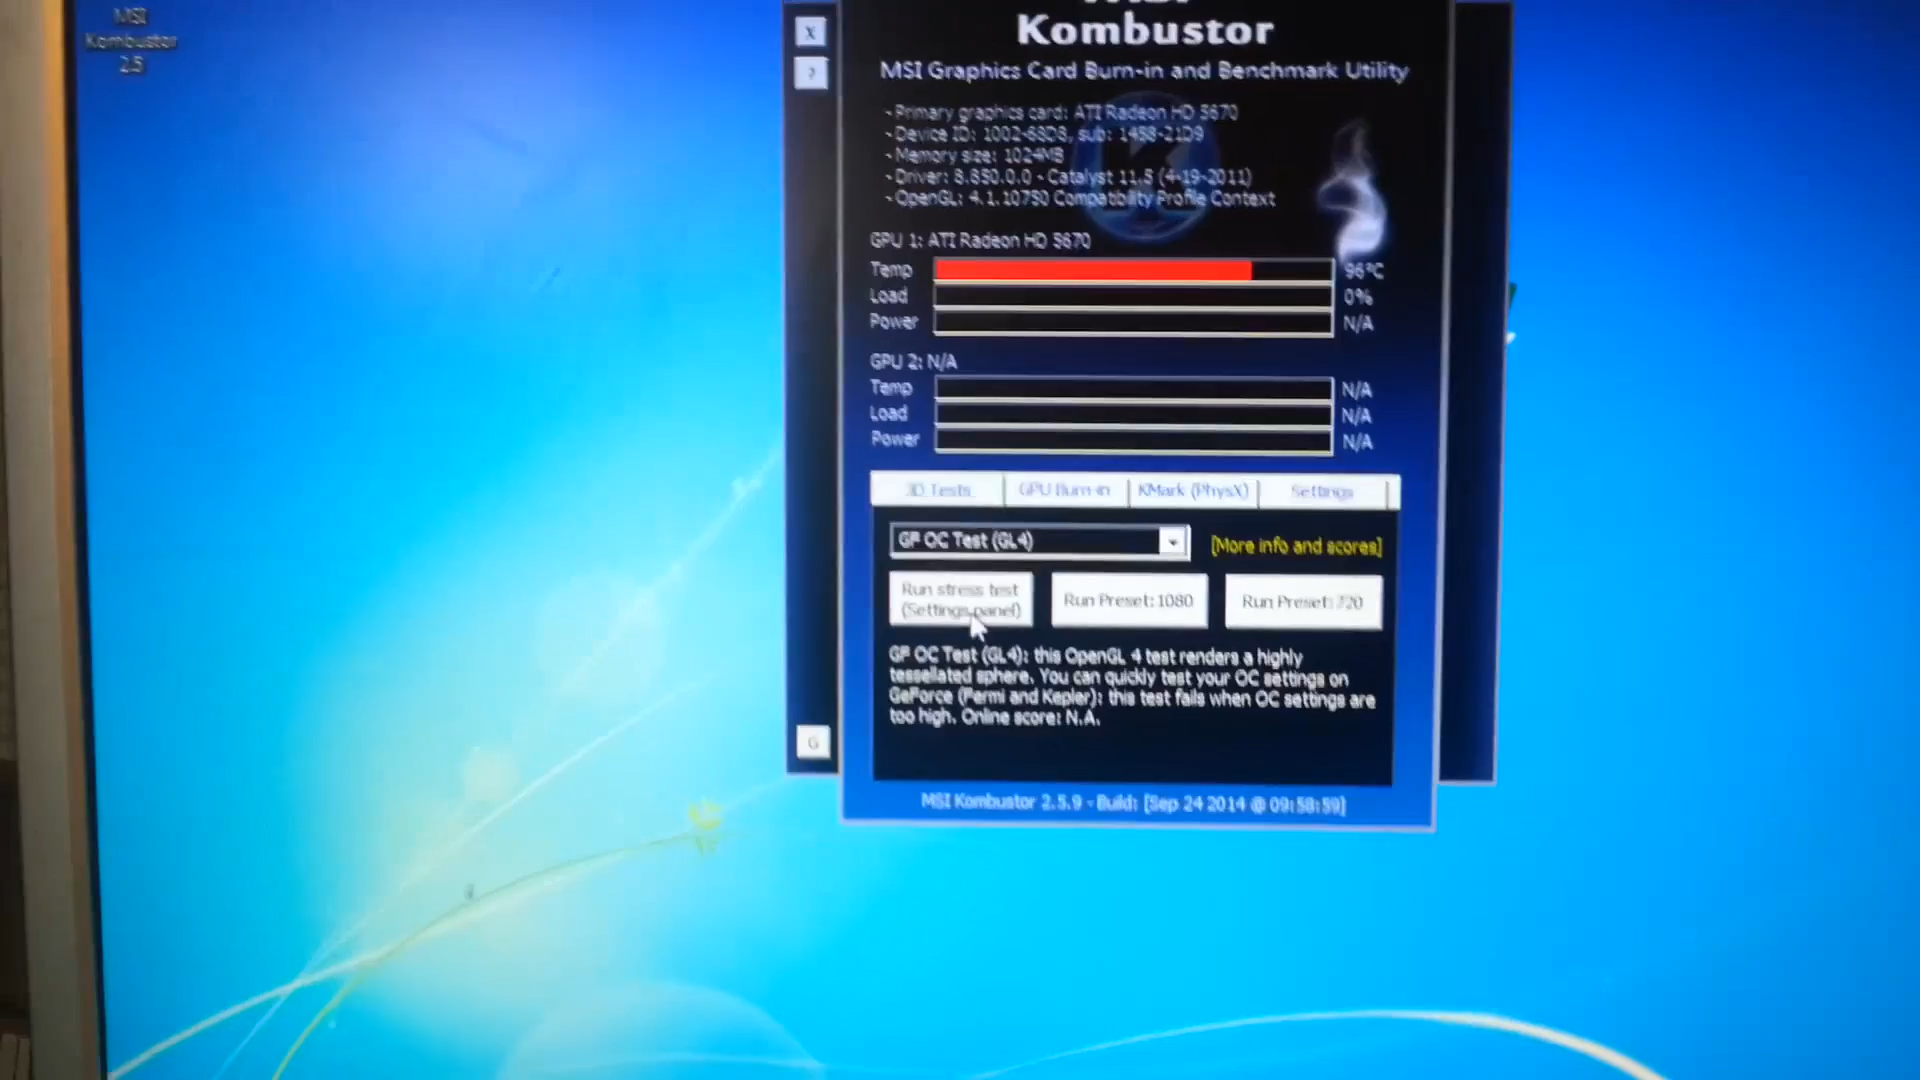 MSI
Kombustor
2.5
X
?
Kombustor
MSI Graphics Card Burn-in and Benchmark Utility
- Primary graphics card: ATI Radeon HD 5670
- Device ID: 1002-68D8, sub: 1458-21D9
- Memory size: 1024MB
- Driver: 8.850.0.0 - Catalyst 11.5 (4-19-2011)
- OpenGL: 4.1.10750 Compatibility Profile Context
GPU 1: ATI Radeon HD 5670
Temp 96°C
Load 0%
Power N/A
GPU 2: N/A
Temp N/A
Load N/A
Power N/A
3D Tests GPU Burn-in KMark (PhysX) Settings
GF OC Test (GL4) [More info and scores]
Run stress test
(Settings panel)
Run Preset:1080 Run Preset:720
GF OC Test (GL4): this OpenGL 4 test renders a highly
tessellated sphere. You can quickly test your OC settings on
GeForce (Fermi and Kepler): this test fails when OC settings are
too high. Online score: N.A.
G
MSI Kombustor 2.5.9 - Build: [Sep 24 2014 @ 09:58:59]